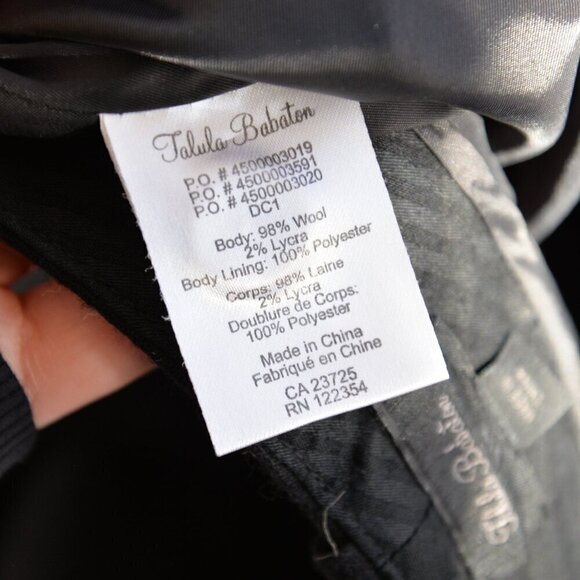 Talula Babaton
P.O. # 4500003019
P.O. # 4500003591
P.O. # 4500003020
DC1
Body: 98% Wool
2% Lycra
Body Lining: 100% Polyester
Corps: 98% Laine
2% Lycra
Doublure de Corps:
100% Polyester
Made in China
Fabriqué en Chine
CA 23725
RN 122354
Babaton